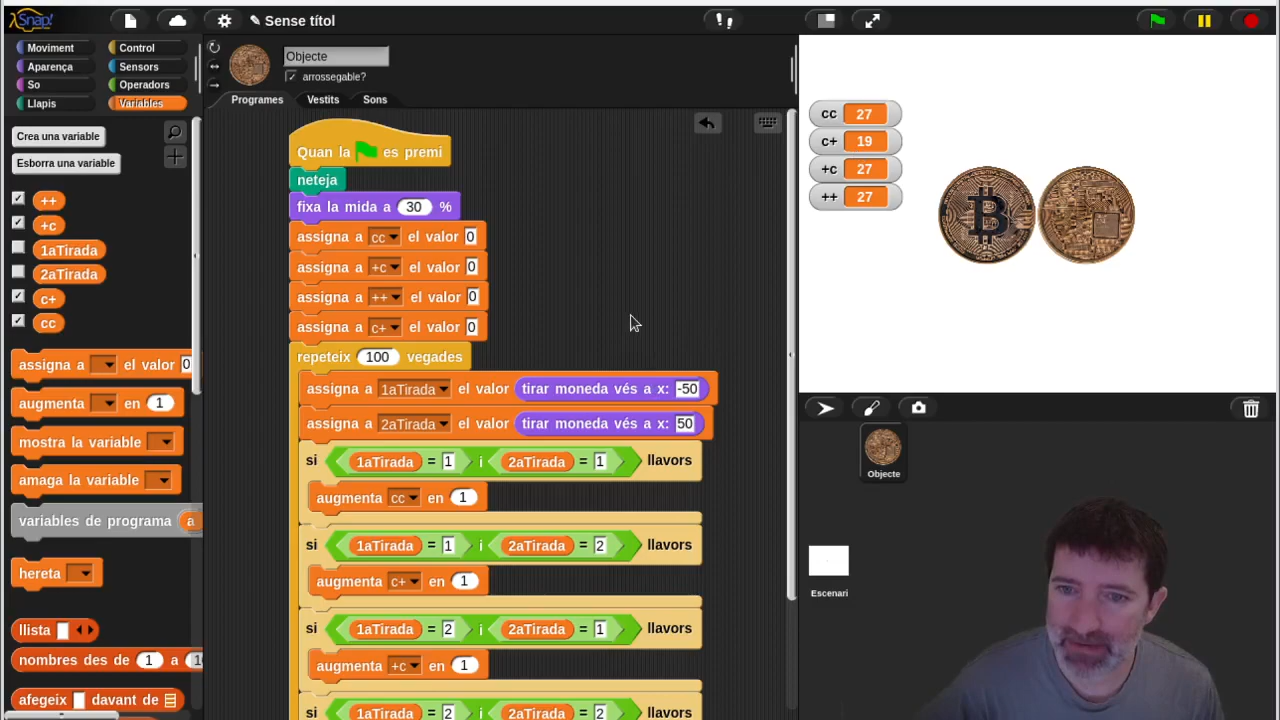 Snap!
Sense títol
Moviment
Control
Aparença
Sensors
So
Operadors
Llapis
Variables
Crea una variable
Esborra una variable
++
+c
1aTirada
2aTirada
c+
cc
assigna a el valor 0
augmenta en 1
mostra la variable
amaga la variable
variables de programa a
hereta
llista
nombres des de 1 a
afegeix davant de
Objecte
arrossegable?
Programes
Vestits
Sons
Quan la es premi
neteja
fixa la mida a 30 %
assigna a cc el valor 0
assigna a +c el valor 0
assigna a ++ el valor 0
assigna a c+ el valor 0
repeteix 100 vegades
assigna a 1aTirada el valor tirar moneda vés a x: -50
assigna a 2aTirada el valor tirar moneda vés a x: 50
si 1aTirada = 1 i 2aTirada = 1 llavors
augmenta cc en 1
si 1aTirada = 1 i 2aTirada = 2 llavors
augmenta c+ en 1
si 1aTirada = 2 i 2aTirada = 1 llavors
augmenta +c en 1
si 1aTirada = 2 i 2aTirada = 2 llavors
cc 27
c+ 19
+c 27
++ 27
Objecte
Escenari